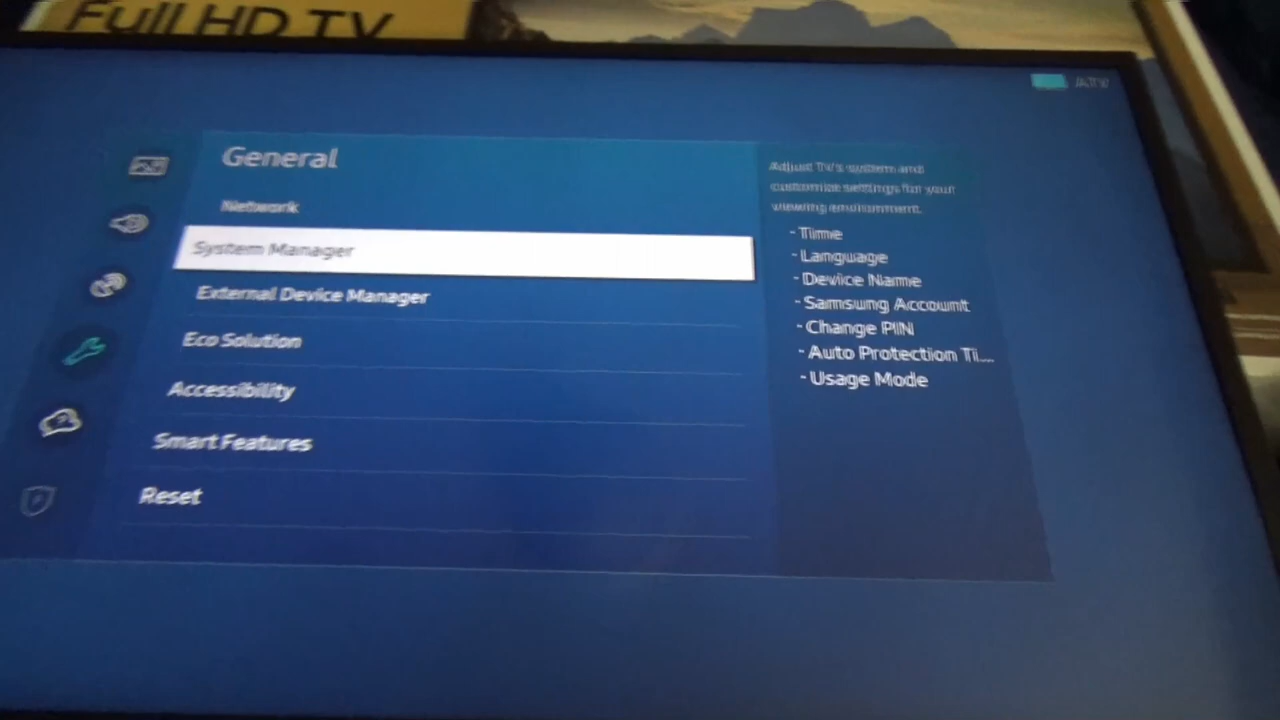 Full HD TV
ATV
General
Network
System Manager
External Device Manager
Eco Solution
Accessibility
Smart Features
Reset
Adjust TV's system and
customize settings for your
viewing environment.
- Time
- Language
- Device Name
- Samsung Account
- Change PIN
- Auto Protection Ti...
- Usage Mode